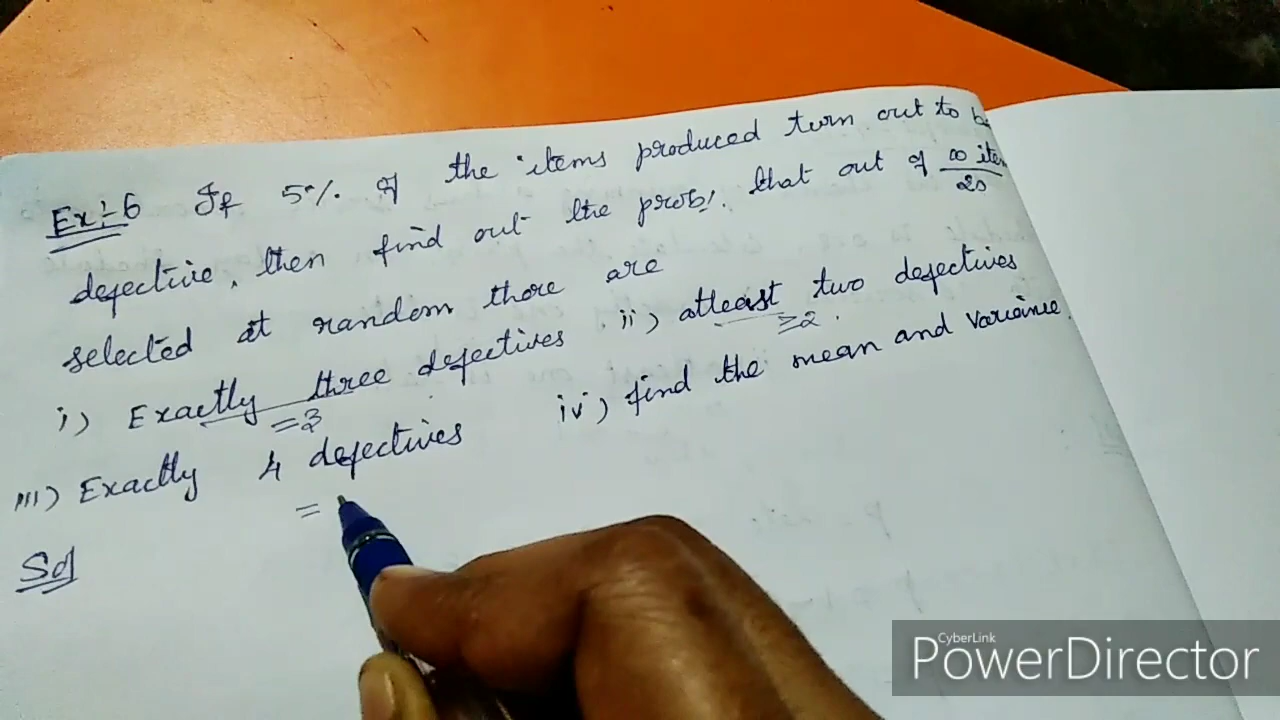 Ex:- 6 If 5% of the items produced turn out to be
defective, then find out the prob/. that out of 20 item
selected at random there are
i) Exactly three defectives ii) atleast two defectives
= 3 ≥2
iii) Exactly 4 defectives iv) find the mean and variance.
=
Sol
CyberLink
PowerDirector